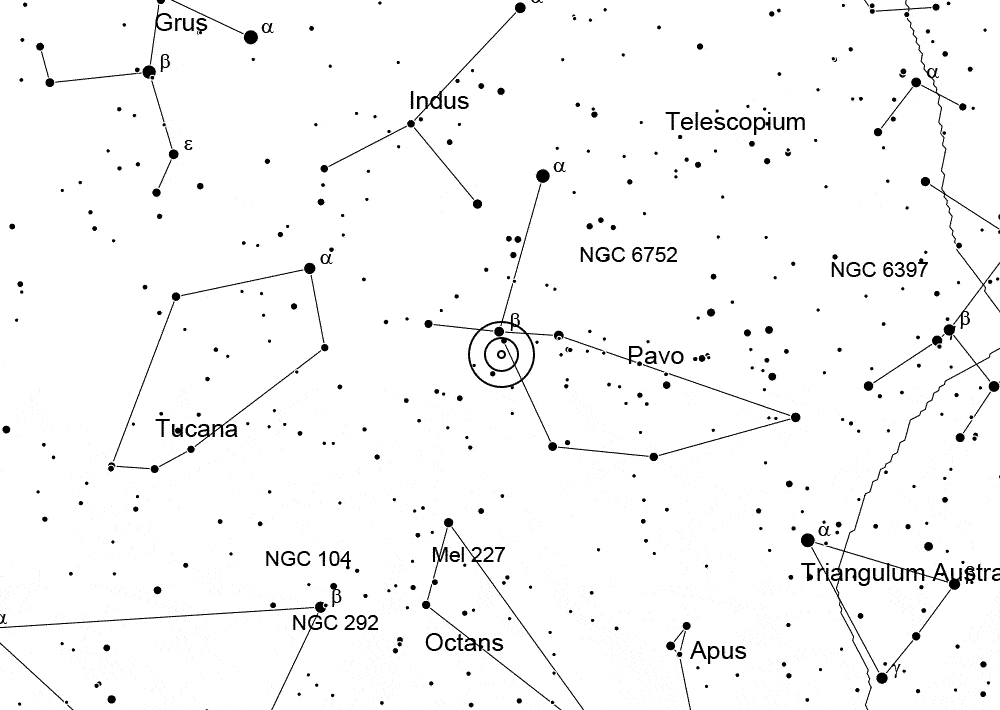 α
Grus α
β
Indus
Telescopium
α
ε
α
NGC 6752
NGC 6397
α
β
β
Pavo
Tucana
α
NGC 104
Mel 227
Triangulum Austra
β
β
NGC 292
α
Octans
Apus
γ